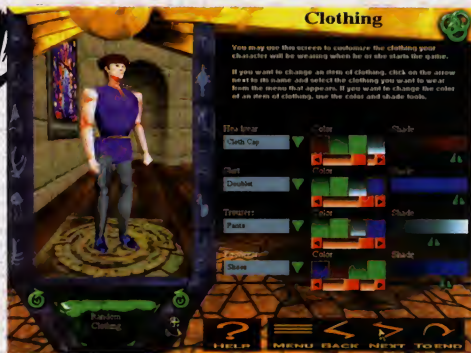 Clothing
You may use this screen to customize the clothing your
character will be wearing when he or she starts the game.
If you want to change an item of clothing, click on the arrow
next to its name and select the clothing you want to wear
from the menu that appears. If you want to change the color
of an item of clothing, use the color and shade tools.
Headwear Color Shade
Cloth Cap
Shirt Color Shade
Doublet
Trousers Color Shade
Pants
Footwear Color Shade
Shoes
Random
Clothing
HELP MENU BACK NEXT TO END